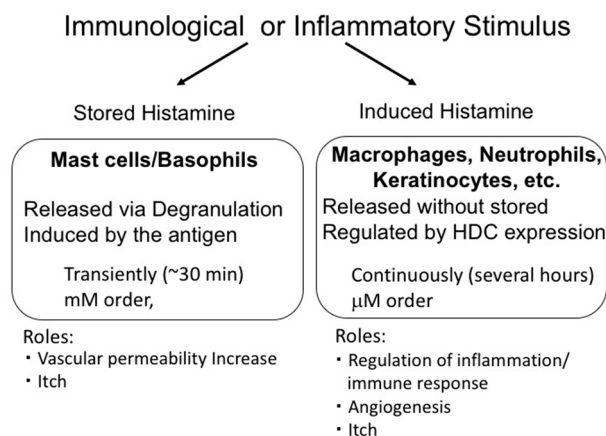 Immunological or Inflammatory Stimulus
Stored Histamine
Mast cells/Basophils
Released via Degranulation
Induced by the antigen
Transiently (~30 min)
mM order,
Roles:
・Vascular permeability Increase
・Itch
Induced Histamine
Macrophages, Neutrophils,
Keratinocytes, etc.
Released without stored
Regulated by HDC expression
Continuously (several hours)
μM order
Roles:
・Regulation of inflammation/
immune response
・Angiogenesis
・Itch